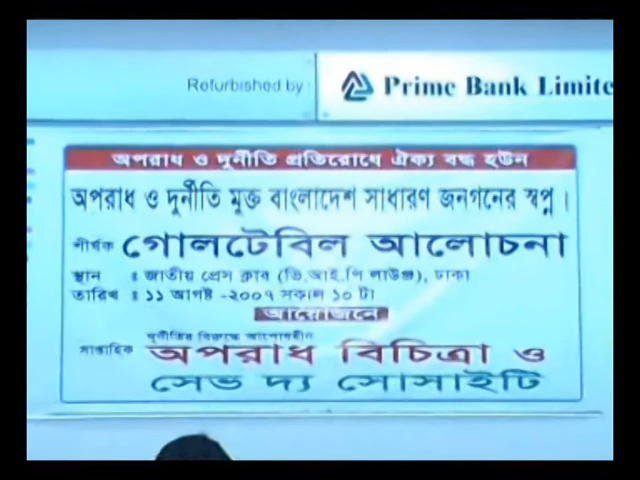 Refurbished by : Prime Bank Limite
অপরাধ ও দুর্নীতি প্রতিরোধে ঐক্য বদ্ধ হউন
অপরাধ ও দুর্নীতি মুক্ত বাংলাদেশ সাধারণ জনগনের স্বপ্ন।
শীর্ষক গোলটেবিল আলোচনা
স্থান : জাতীয় প্রেস ক্লাব (ভি.আই.পি লাউঞ্জ), ঢাকা
তারিখ : ১১ আগষ্ট -২০০৭ সকাল ১০ টা
আয়োজনে
দুর্নীতির বিরুদ্ধে আপোষহীন
সাপ্তাহিক অপরাধ বিচিত্রা ও
সেভ দ্য সোসাইটি